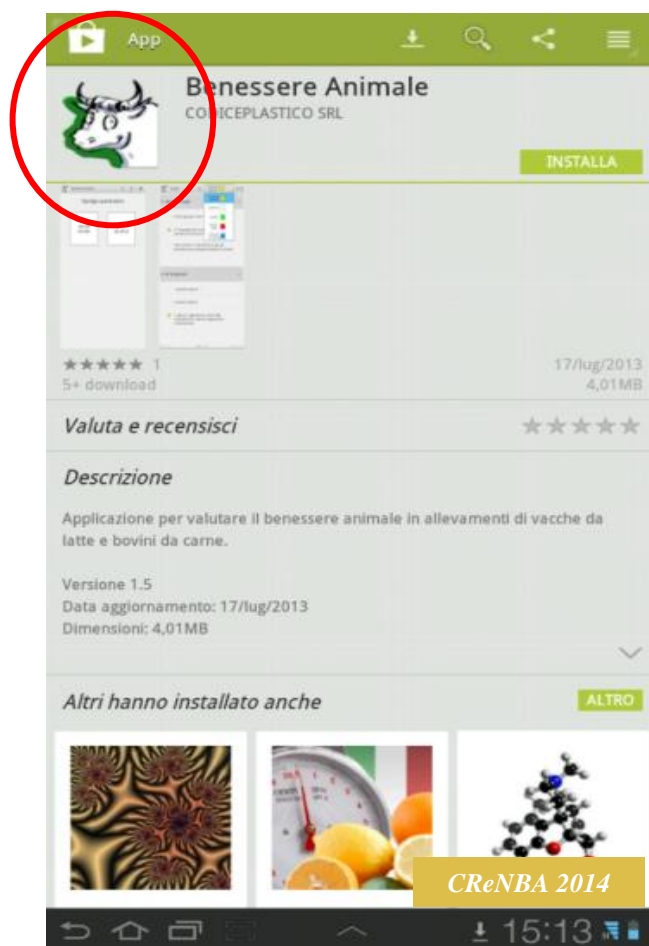 App
Benessere Animale
CODICEPLASTICO SRL
INSTALLA
1
5+ download
17/lug/2013
4,01MB
Valuta e recensisci
Descrizione
Applicazione per valutare il benessere animale in allevamenti di vacche da
latte e bovini da carne.
Versione 1.5
Data aggiornamento: 17/lug/2013
Dimensioni: 4,01MB
Altri hanno installato anche
ALTRO
CReNBA 2014
15:13